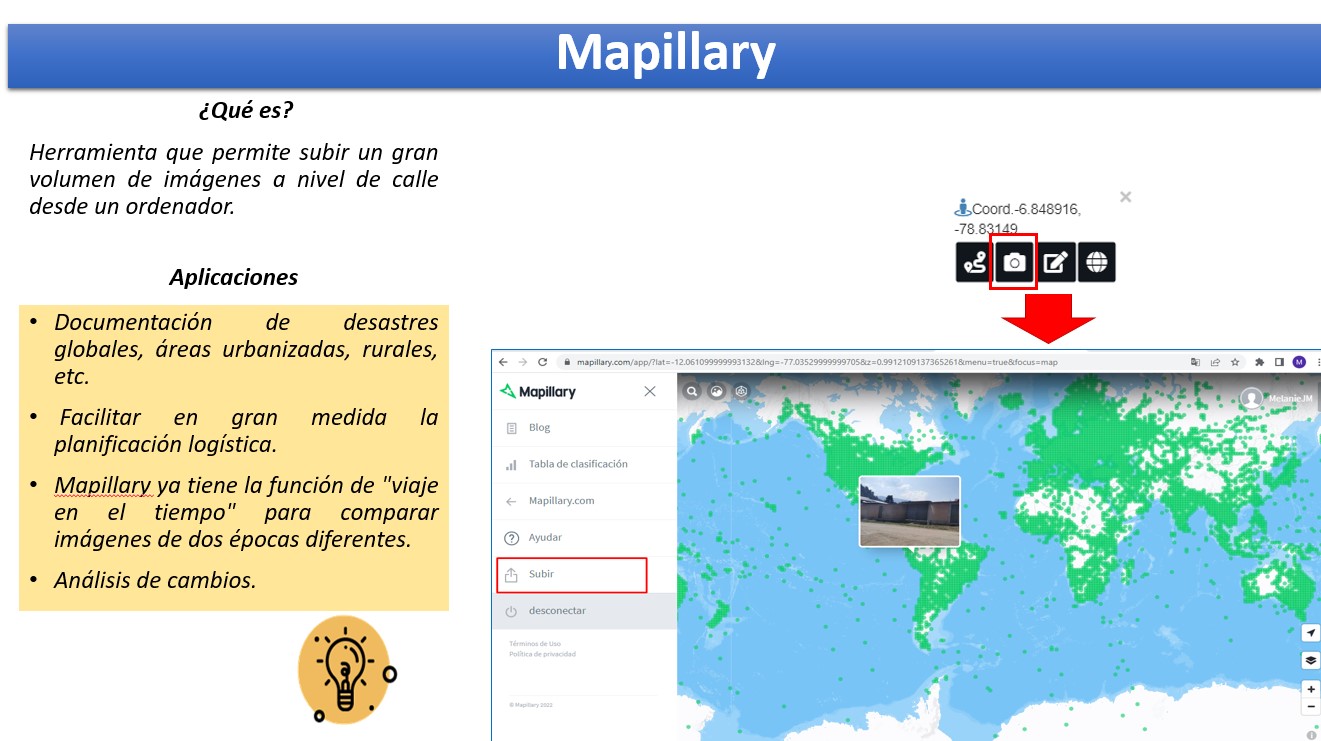 Mapillary
¿Qué es?
Herramienta que permite subir un gran
volumen de imágenes a nivel de calle
desde un ordenador.
Aplicaciones
• Documentación de desastres
globales, áreas urbanizadas, rurales,
etc.
• Facilitar en gran medida la
planificación logística.
• Mapillary ya tiene la función de "viaje
en el tiempo" para comparar
imágenes de dos épocas diferentes.
• Análisis de cambios.
Coord.-6.848916,
-78.83149
mapillary.com/app/?lat=-12.061099999993132&lng=-77.03529999999705&z=0.9912109137365261&menu=true&focus=map
M
Mapillary
Blog
Tabla de clasificación
Mapillary.com
Ayudar
Subir
desconectar
Términos de Uso
Política de privacidad
© Mapillary 2022
MelanieJM